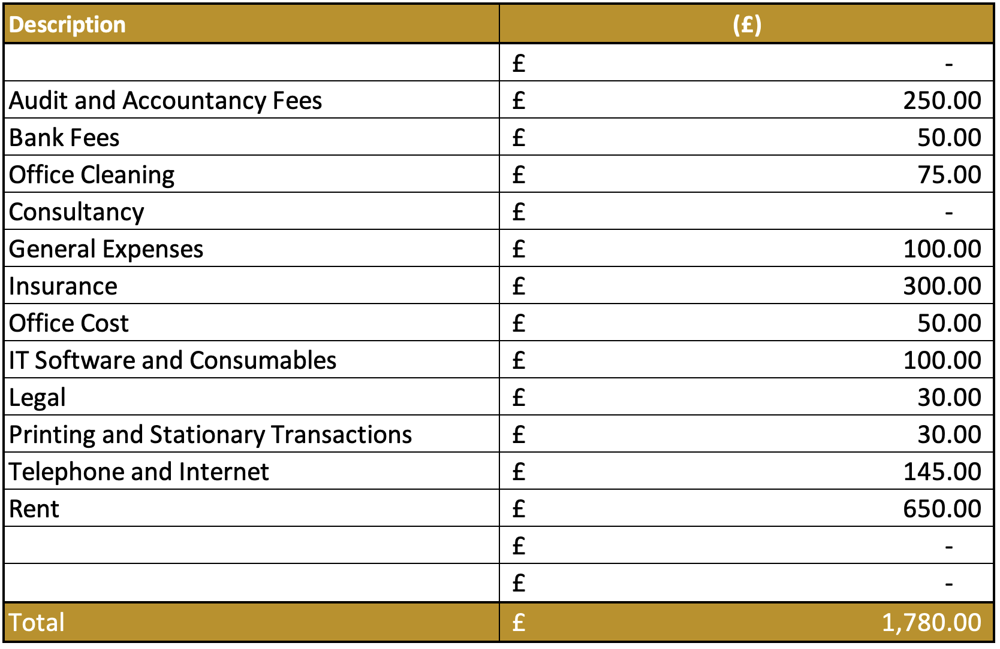 Description (£)
£ -
Audit and Accountancy Fees £ 250.00
Bank Fees £ 50.00
Office Cleaning £ 75.00
Consultancy £ -
General Expenses £ 100.00
Insurance £ 300.00
Office Cost £ 50.00
IT Software and Consumables £ 100.00
Legal £ 30.00
Printing and Stationary Transactions £ 30.00
Telephone and Internet £ 145.00
Rent £ 650.00
£ -
£ -
Total £ 1,780.00